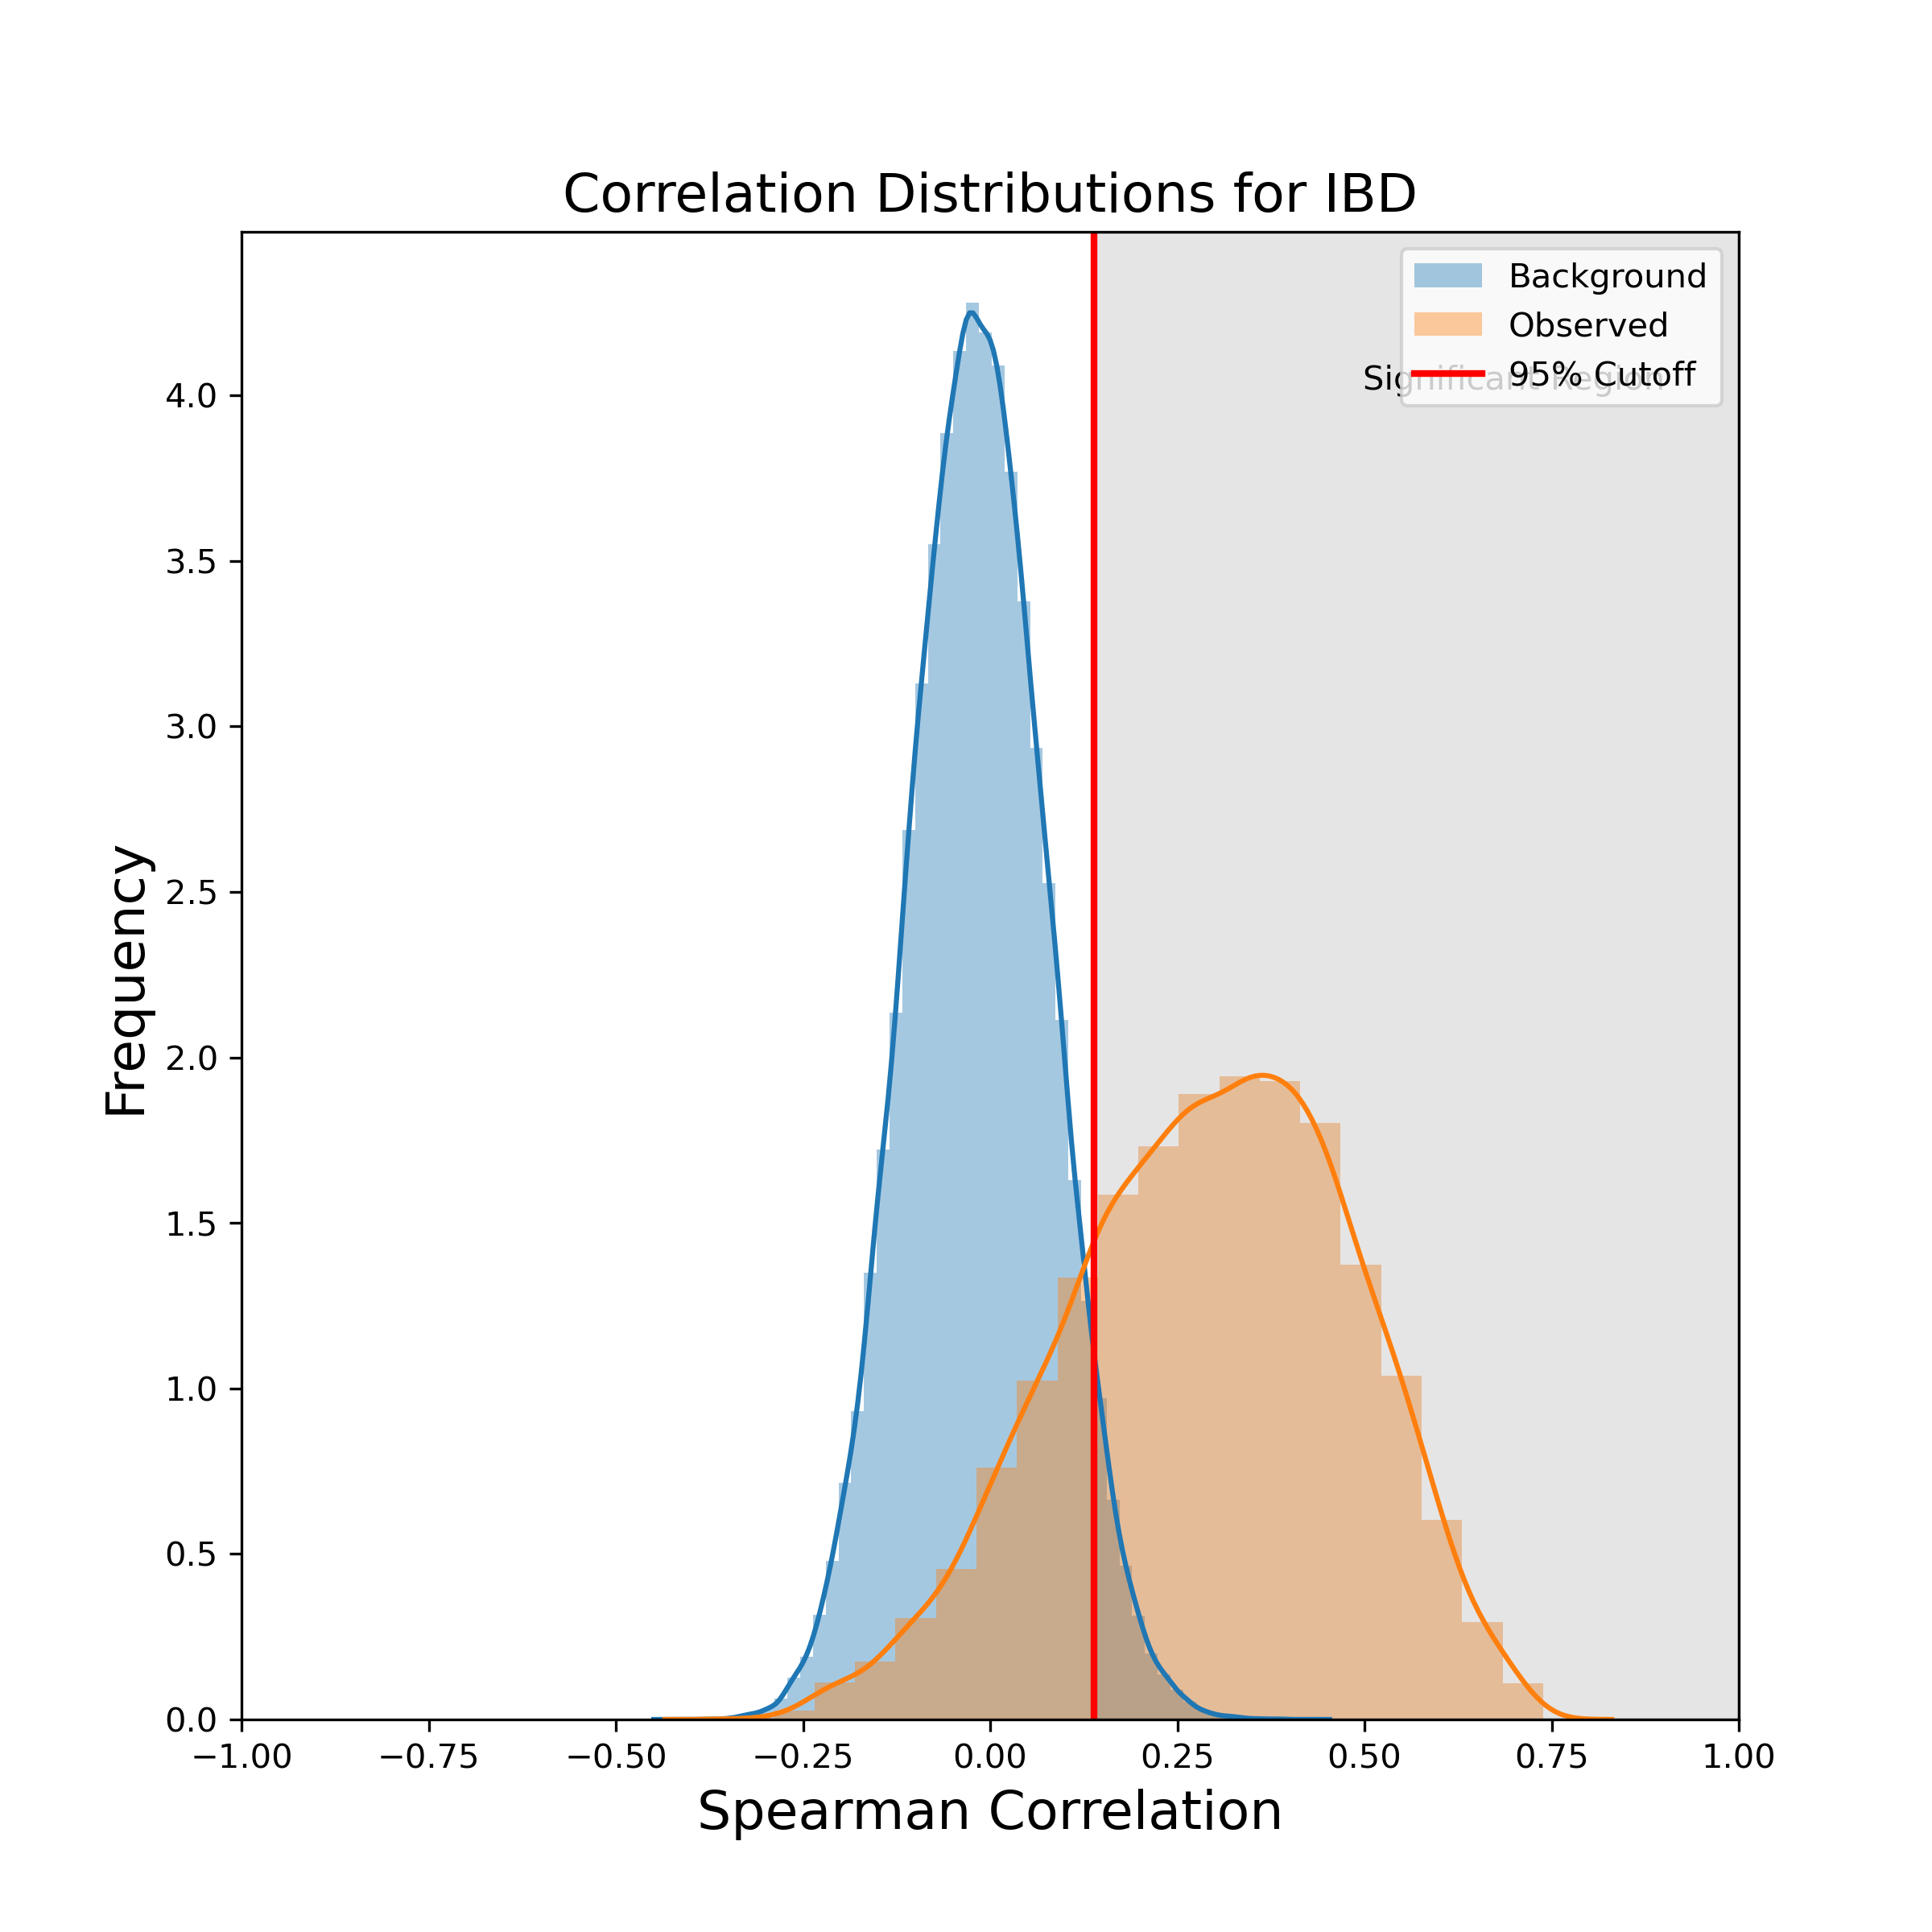 Correlation Distributions for IBD
Background
Observed
95% Cutoff
Significant Region
4.0
3.5
3.0
2.5
2.0
1.5
1.0
0.5
0.0
Frequency
−1.00 −0.75 −0.50 −0.25 0.00 0.25 0.50 0.75 1.00
Spearman Correlation